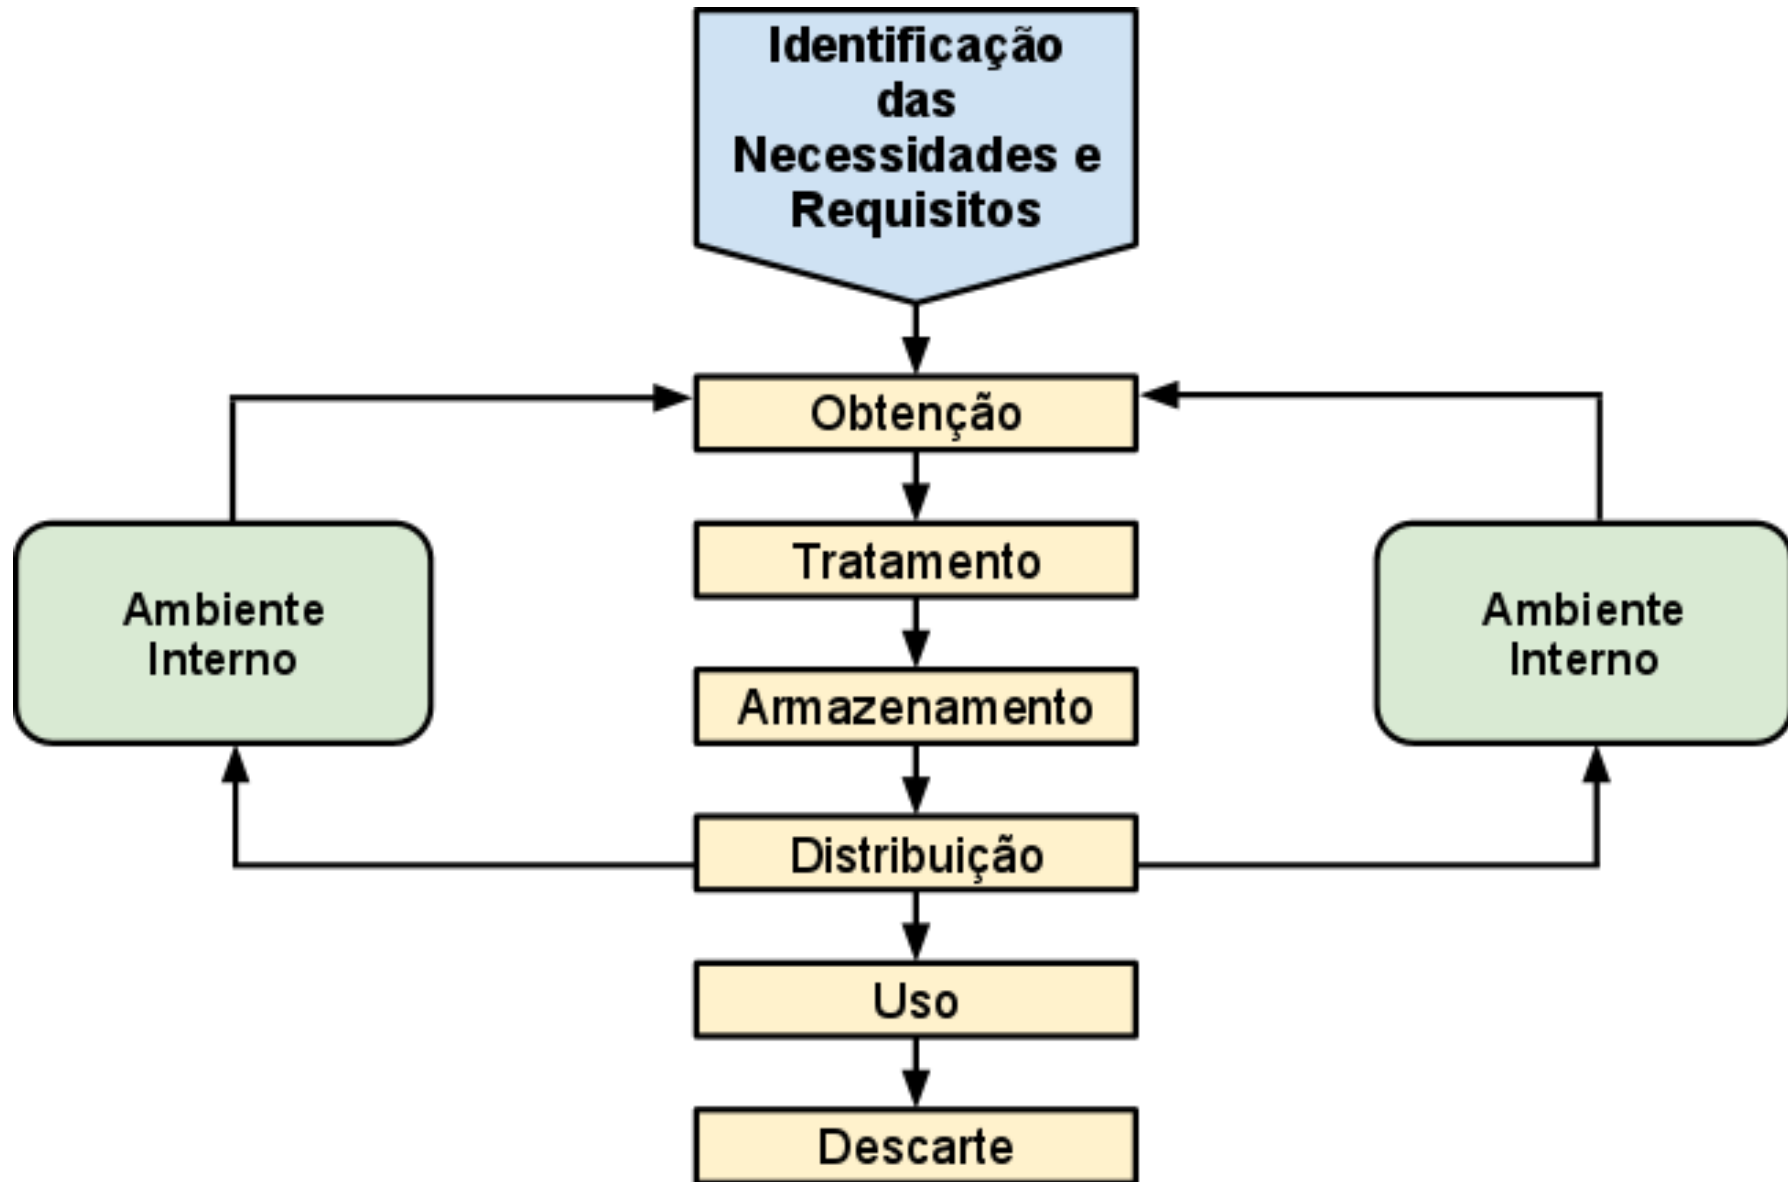 Identificação
das
Necessidades e
Requisitos
Obtenção
Tratamento
Ambiente
Interno
Ambiente
Interno
Armazenamento
Distribuição
Uso
Descarte